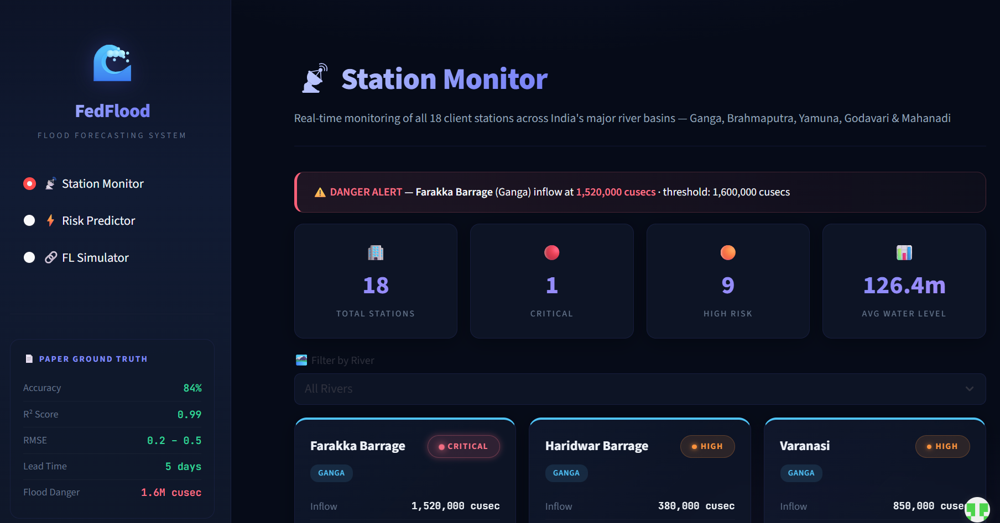 FedFlood
FLOOD FORECASTING SYSTEM
Station Monitor
Risk Predictor
FL Simulator
PAPER GROUND TRUTH
Accuracy 84%
R² Score 0.99
RMSE 0.2 – 0.5
Lead Time 5 days
Flood Danger 1.6M cusec
Station Monitor
Real-time monitoring of all 18 client stations across India's major river basins — Ganga, Brahmaputra, Yamuna, Godavari & Mahanadi
DANGER ALERT — Farakka Barrage (Ganga) inflow at 1,520,000 cusecs · threshold: 1,600,000 cusecs
18
TOTAL STATIONS
1
CRITICAL
9
HIGH RISK
126.4m
AVG WATER LEVEL
Filter by River
All Rivers
Farakka Barrage CRITICAL
GANGA
Inflow 1,520,000 cusec
Haridwar Barrage HIGH
GANGA
Inflow 380,000 cusec
Varanasi HIGH
GANGA
Inflow 850,000